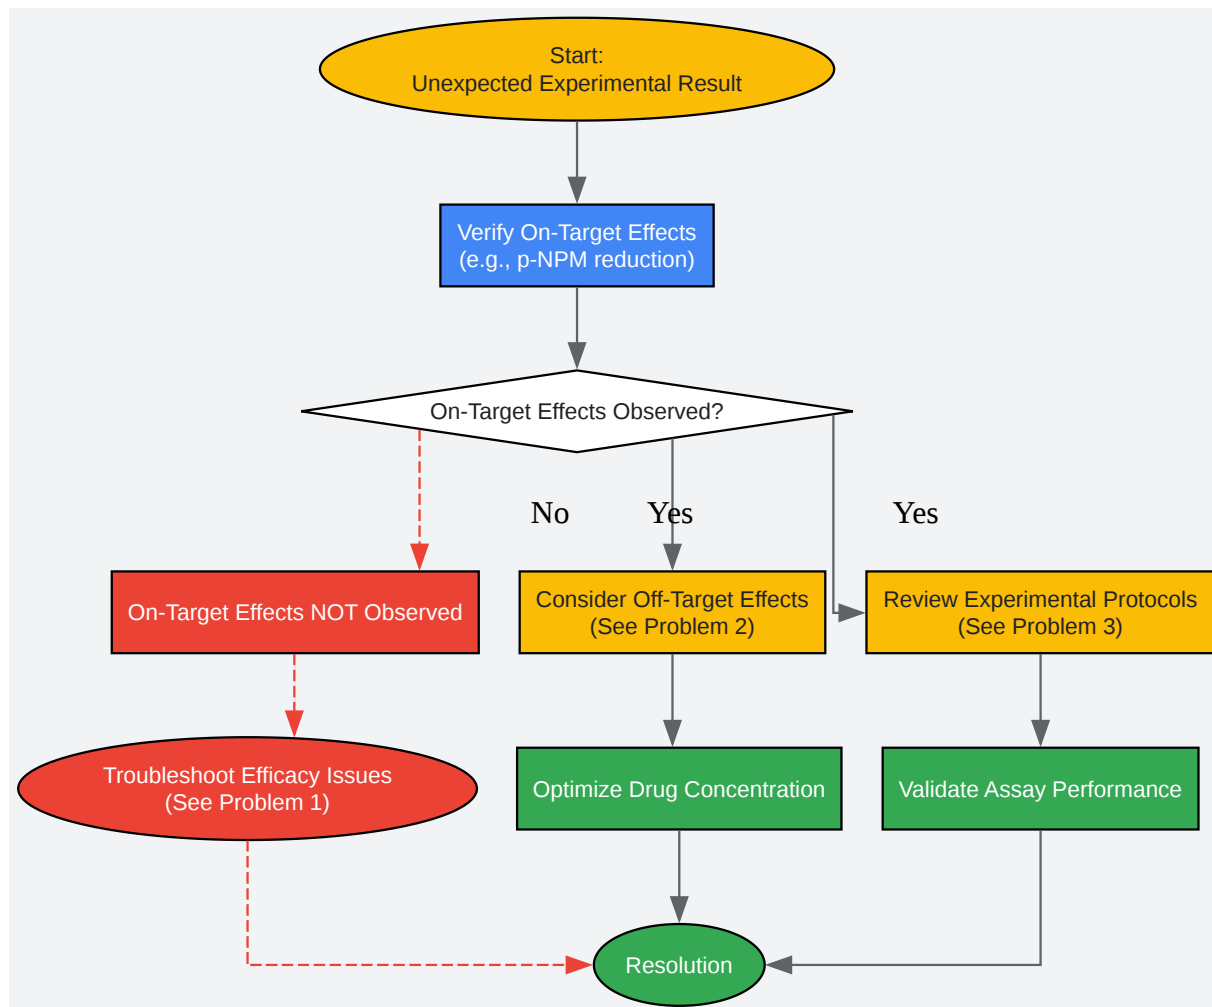 Start:
Unexpected Experimental Result
Verify On-Target Effects
(e.g., p-NPM reduction)
On-Target Effects Observed?
No
Yes
Yes
On-Target Effects NOT Observed
Consider Off-Target Effects
(See Problem 2)
Review Experimental Protocols
(See Problem 3)
Troubleshoot Efficacy Issues
(See Problem 1)
Optimize Drug Concentration
Validate Assay Performance
Resolution